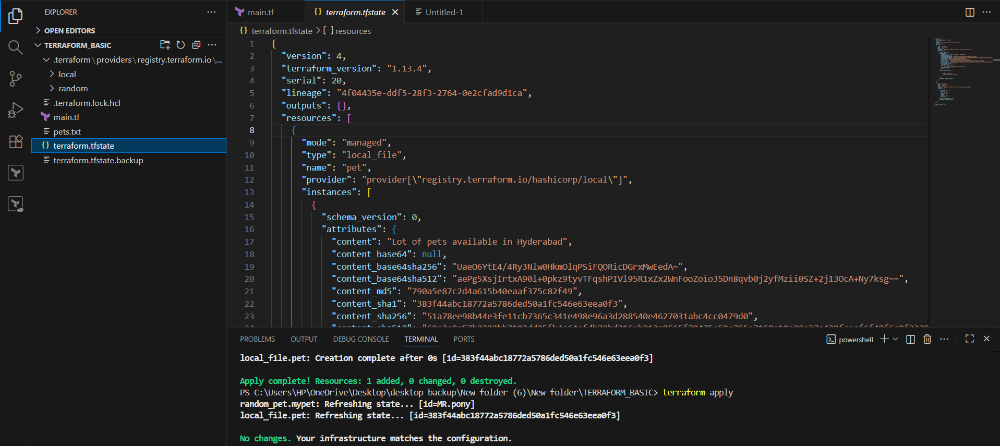 EXPLORER
OPEN EDITORS
TERRAFORM_BASIC
.terraform\providers\registry.terraform.io\...
local
random
.terraform.lock.hcl
main.tf
pets.txt
terraform.tfstate
terraform.tfstate.backup
main.tf
{} terraform.tfstate
Untitled-1
{} terraform.tfstate > [ ] resources
1 {
2 "version": 4,
3 "terraform_version": "1.13.4",
4 "serial": 20,
5 "lineage": "4f04435e-ddf5-28f3-2764-0e2cfad9d1ca",
6 "outputs": {},
7 "resources": [
8 {
9 "mode": "managed",
10 "type": "local_file",
11 "name": "pet",
12 "provider": "provider[\"registry.terraform.io/hashicorp/local\"]",
13 "instances": [
14 {
15 "schema_version": 0,
16 "attributes": {
17 "content": "Lot of pets available in Hyderabad",
18 "content_base64": null,
19 "content_base64sha256": "UaeO6YtE4/4Ry3Nlw0HkmOlqPSiFQORicDGrxMwEedA=",
20 "content_base64sha512": "aePg5XsjIrtxA90l+0pkz9tyvTFqshPIVl95R1xZx2WnFooZoio35Dn8qvb0j2yfMzii0SZ+2j13OcA+Ny7ksg==",
21 "content_md5": "790a5e87c2d4a615b40eaaf375c82f49",
22 "content_sha1": "383f44abc18772a5786ded50a1fc546e63eea0f3",
23 "content_sha256": "51a78ee98b44e3fe11cb7365c341e498e96a3d288540e4627031abc4cc0479d0",
PROBLEMS OUTPUT DEBUG CONSOLE TERMINAL PORTS
powershell
local_file.pet: Creation complete after 0s [id=383f44abc18772a5786ded50a1fc546e63eea0f3]
Apply complete! Resources: 1 added, 0 changed, 0 destroyed.
PS C:\Users\HP\OneDrive\Desktop\desktop backup\New folder (6)\New folder\TERRAFORM_BASIC> terraform apply
random_pet.mypet: Refreshing state... [id=MR.pony]
local_file.pet: Refreshing state... [id=383f44abc18772a5786ded50a1fc546e63eea0f3]
No changes. Your infrastructure matches the configuration.